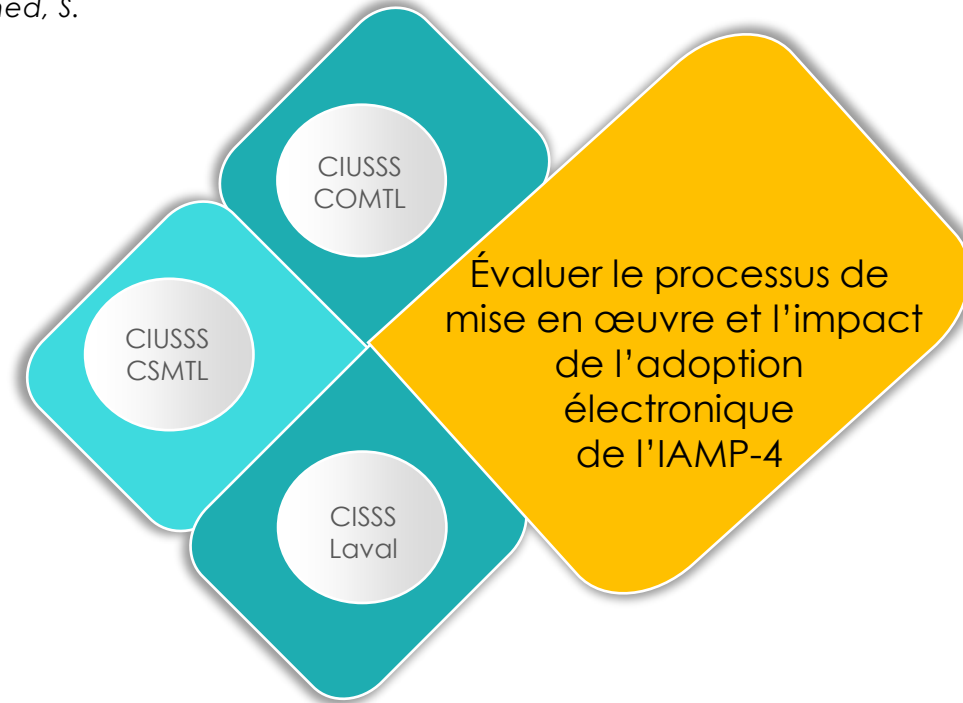 CIUSSS
COMTL
CIUSSS
CSMTL
CISSS
Laval
Évaluer le processus de
mise en œuvre et l’impact
de l’adoption
électronique
de l’IAMP-4